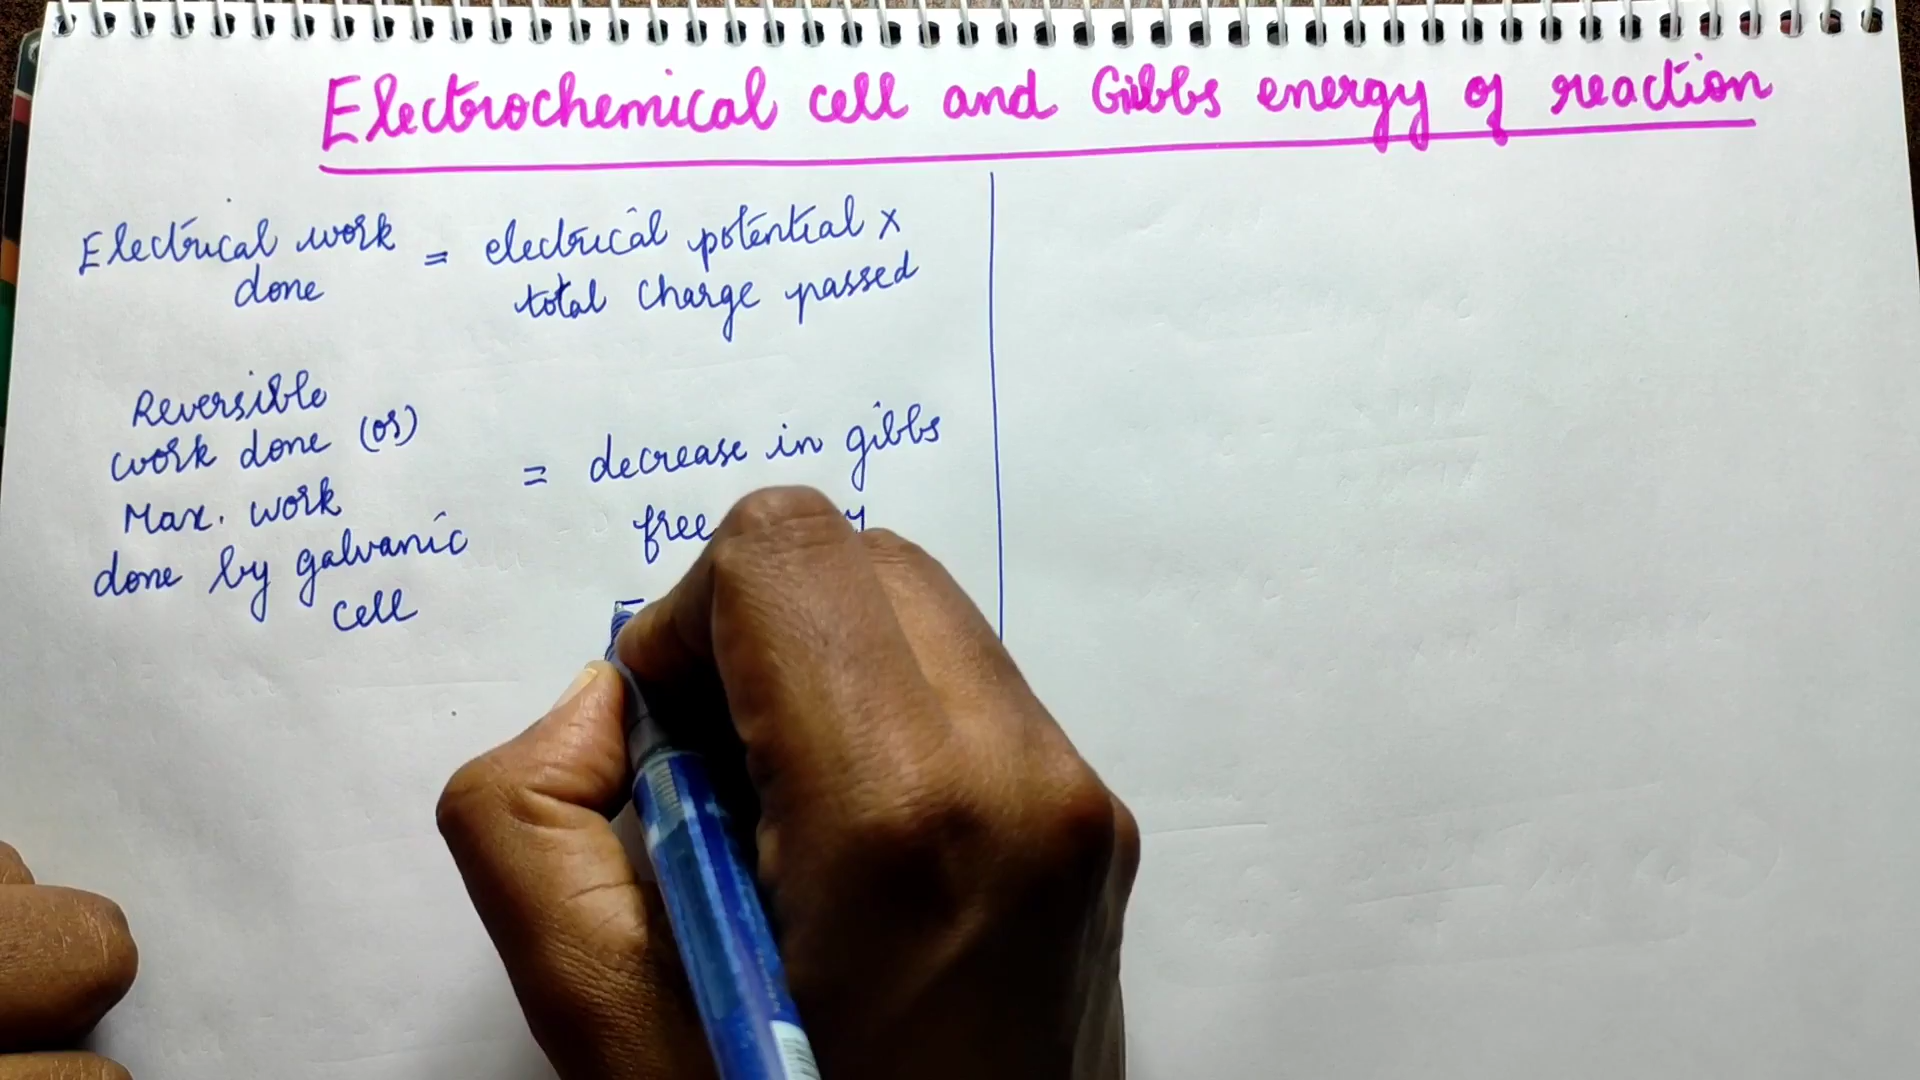 Electrochemical cell and Gibbs energy of reaction
Electrical work
done
=
electrical potential x
total charge passed
Reversible
work done (or)
Max. work
done by galvanic
cell
=
decrease in gibbs
free